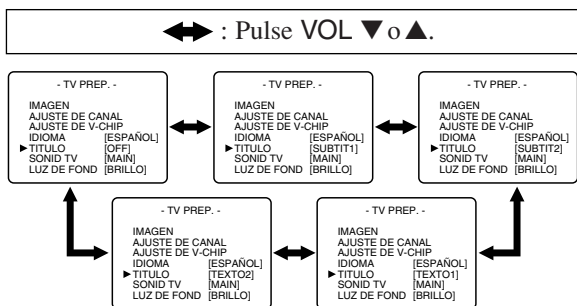 : Pulse VOL ▼ o ▲.
- TV PREP. -
IMAGEN
AJUSTE DE CANAL
AJUSTE DE V-CHIP
IDIOMA [ESPAÑOL]
►TITULO [OFF]
SONID TV [MAIN]
LUZ DE FOND [BRILLO]
- TV PREP. -
IMAGEN
AJUSTE DE CANAL
AJUSTE DE V-CHIP
IDIOMA [ESPAÑOL]
►TITULO [SUBTIT1]
SONID TV [MAIN]
LUZ DE FOND [BRILLO]
- TV PREP. -
IMAGEN
AJUSTE DE CANAL
AJUSTE DE V-CHIP
IDIOMA [ESPAÑOL]
►TITULO [SUBTIT2]
SONID TV [MAIN]
LUZ DE FOND [BRILLO]
- TV PREP. -
IMAGEN
AJUSTE DE CANAL
AJUSTE DE V-CHIP
IDIOMA [ESPAÑOL]
►TITULO [TEXTO2]
SONID TV [MAIN]
LUZ DE FOND [BRILLO]
- TV PREP. -
IMAGEN
AJUSTE DE CANAL
AJUSTE DE V-CHIP
IDIOMA [ESPAÑOL]
►TITULO [TEXTO1]
SONID TV [MAIN]
LUZ DE FOND [BRILLO]